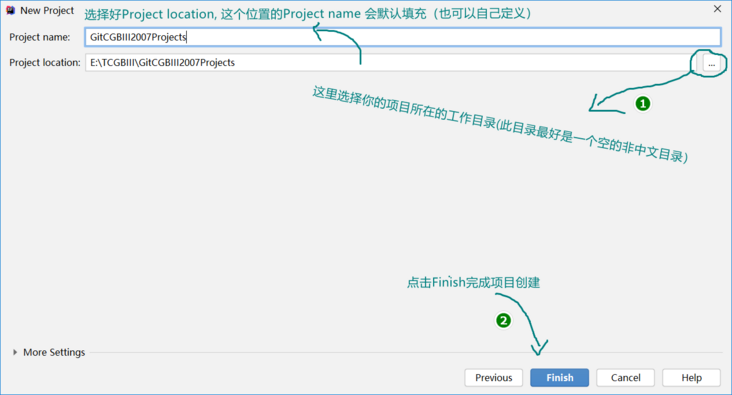 New Project
选择好Project location, 这个位置的Project name 会默认填充（也可以自己定义）
Project name: GitCGBIII2007Projects
Project location: E:\TCGBIII\GitCGBIII2007Projects ...
1
这里选择你的项目所在的工作目录(此目录最好是一个空的非中文目录)
点击Finish完成项目创建
2
More Settings
Previous Finish Cancel Help